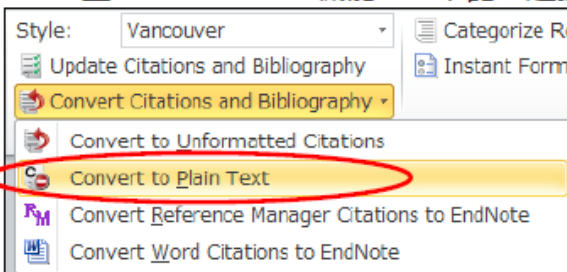 Style: Vancouver Categorize R
Update Citations and Bibliography Instant Form
Convert Citations and Bibliography
Convert to Unformatted Citations
Convert to Plain Text
Convert Reference Manager Citations to EndNote
Convert Word Citations to EndNote